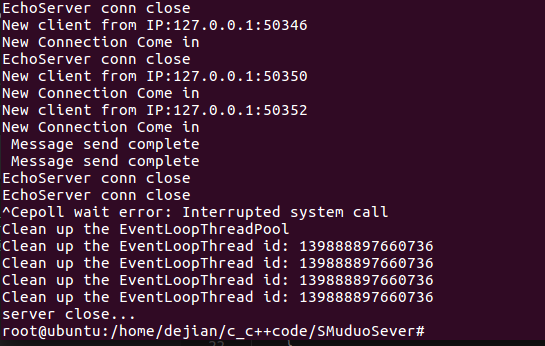 EchoServer conn close
New client from IP:127.0.0.1:50346
New Connection Come in
EchoServer conn close
New client from IP:127.0.0.1:50350
New Connection Come in
New client from IP:127.0.0.1:50352
New Connection Come in
 Message send complete
 Message send complete
EchoServer conn close
EchoServer conn close
^Cepoll wait error: Interrupted system call
Clean up the EventLoopThreadPool
Clean up the EventLoopThread id: 139888897660736
Clean up the EventLoopThread id: 139888897660736
Clean up the EventLoopThread id: 139888897660736
Clean up the EventLoopThread id: 139888897660736
server close...
root@ubuntu:/home/dejian/c_c++code/SMuduoSever#